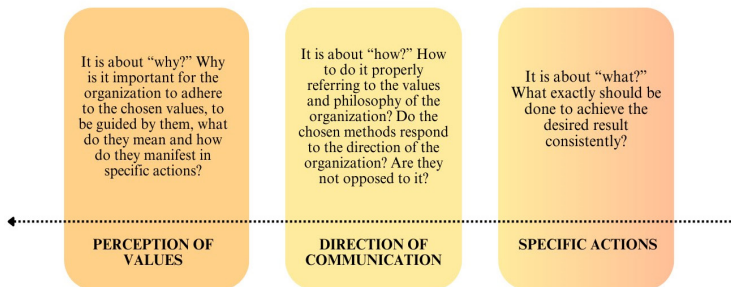 It is about “why?” Why
is it important for the
organization to adhere
to the chosen values, to
be guided by them, what
do they mean and how
do they manifest in
specific actions?
PERCEPTION OF
VALUES
It is about “how?” How
to do it properly
referring to the values
and philosophy of the
organization? Do the
chosen methods respond
to the direction of the
organization? Are they
not opposed to it?
DIRECTION OF
COMMUNICATION
It is about “what?”
What exactly should be
done to achieve the
desired result
consistently?
SPECIFIC ACTIONS